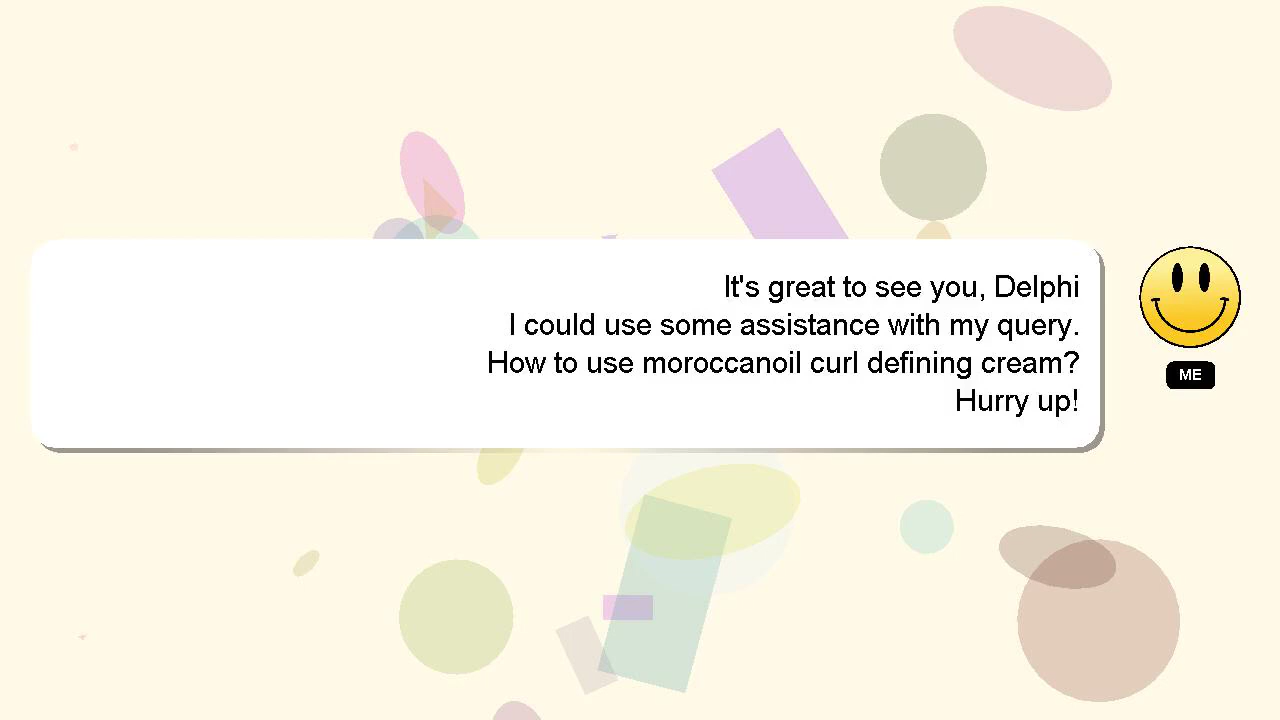 It's great to see you, Delphi
I could use some assistance with my query.
How to use moroccanoil curl defining cream?
Hurry up!
ME